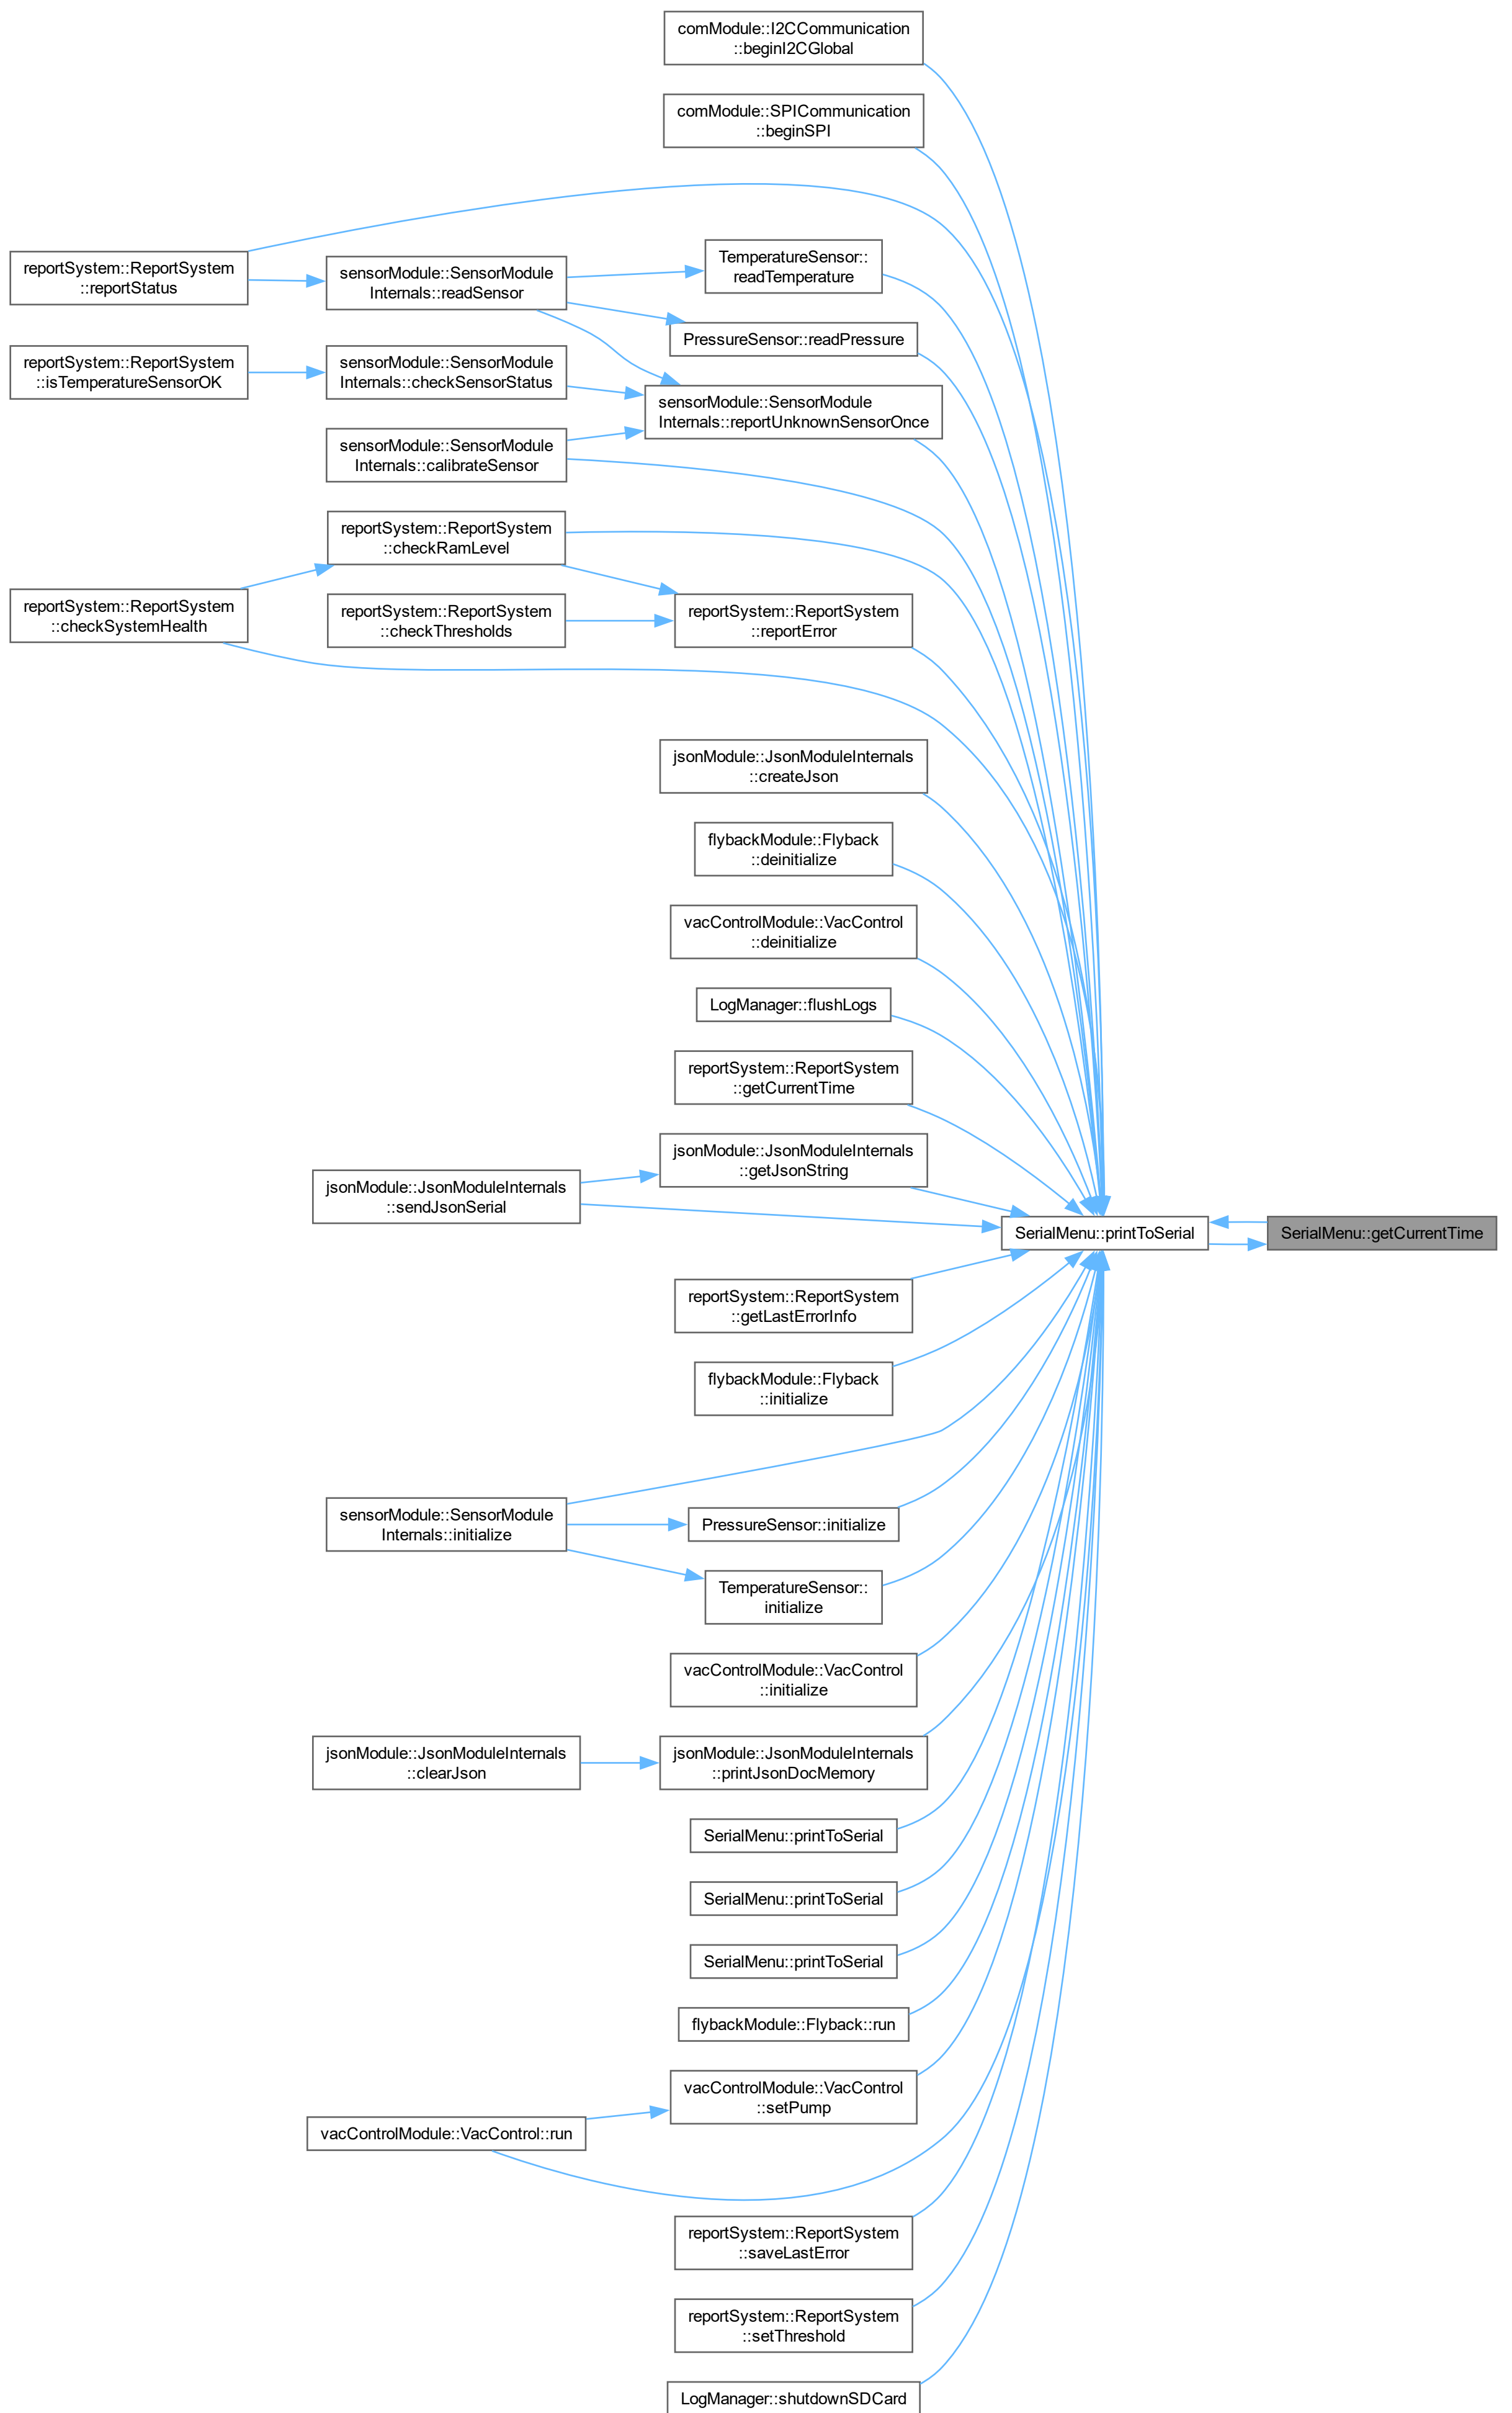 comModule::I2CCommunication
::beginI2CGlobal
comModule::SPICommunication
::beginSPI
reportSystem::ReportSystem
::reportStatus
sensorModule::SensorModule
Internals::readSensor
TemperatureSensor::
readTemperature
PressureSensor::readPressure
reportSystem::ReportSystem
::isTemperatureSensorOK
sensorModule::SensorModule
Internals::checkSensorStatus
sensorModule::SensorModule
Internals::reportUnknownSensorOnce
sensorModule::SensorModule
Internals::calibrateSensor
reportSystem::ReportSystem
::checkRamLevel
reportSystem::ReportSystem
::checkSystemHealth
reportSystem::ReportSystem
::checkThresholds
reportSystem::ReportSystem
::reportError
jsonModule::JsonModuleInternals
::createJson
flybackModule::Flyback
::deinitialize
vacControlModule::VacControl
::deinitialize
LogManager::flushLogs
reportSystem::ReportSystem
::getCurrentTime
jsonModule::JsonModuleInternals
::getJsonString
jsonModule::JsonModuleInternals
::sendJsonSerial
SerialMenu::printToSerial
SerialMenu::getCurrentTime
reportSystem::ReportSystem
::getLastErrorInfo
flybackModule::Flyback
::initialize
sensorModule::SensorModule
Internals::initialize
PressureSensor::initialize
TemperatureSensor::
initialize
vacControlModule::VacControl
::initialize
jsonModule::JsonModuleInternals
::clearJson
jsonModule::JsonModuleInternals
::printJsonDocMemory
SerialMenu::printToSerial
SerialMenu::printToSerial
SerialMenu::printToSerial
flybackModule::Flyback::run
vacControlModule::VacControl
::setPump
vacControlModule::VacControl::run
reportSystem::ReportSystem
::saveLastError
reportSystem::ReportSystem
::setThreshold
LogManager::shutdownSDCard